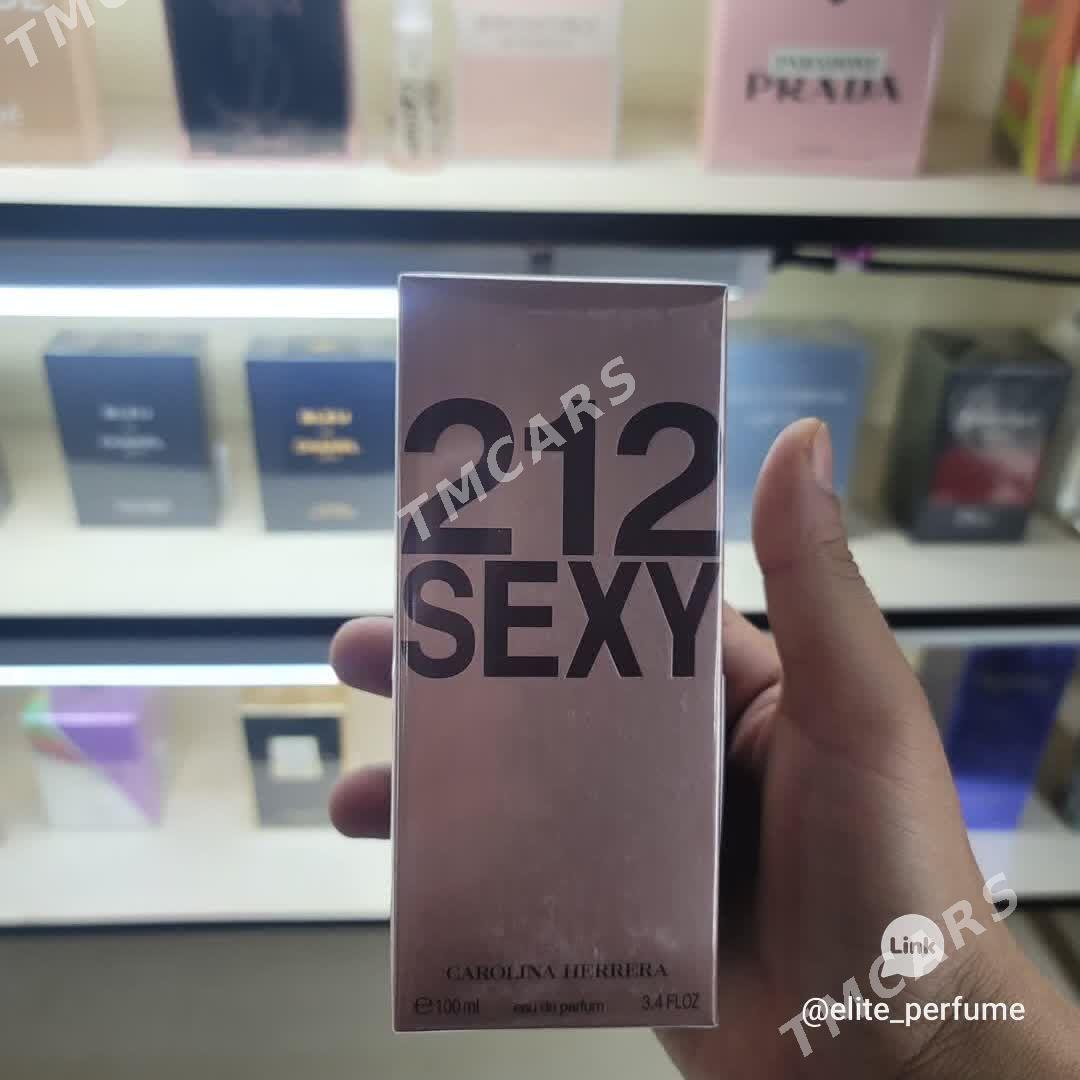 PRADA
212
SEXY
CAROLINA HERRERA
℮100 ml eau de parfum 3.4 FL OZ
TMCARS
TMCARS
Link
@elite_perfume